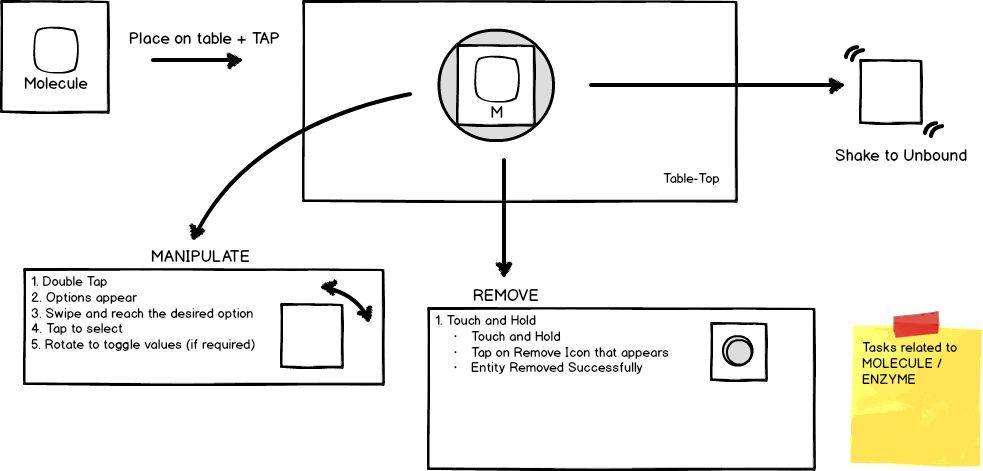 Molecule
Place on table + TAP
M
Table-Top
Shake to Unbound
MANIPULATE
1. Double Tap
2. Options appear
3. Swipe and reach the desired option
4. Tap to select
5. Rotate to toggle values (if required)
REMOVE
1. Touch and Hold
· Touch and Hold
· Tap on Remove Icon that appears
· Entity Removed Successfully
Tasks related to
MOLECULE /
ENZYME